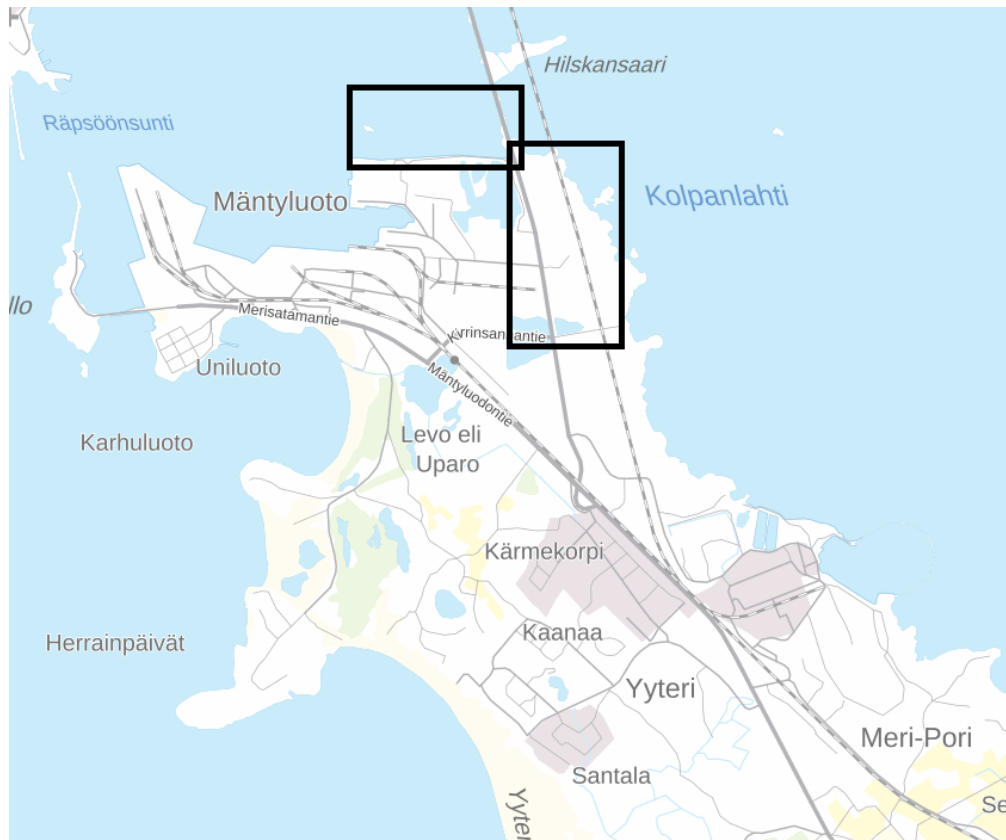 Hilskansaari
Räpsöönsunti
Mäntyluoto
Kolpanlahti
llo
Merisatamantie
Uniluoto
Mäntyluodontie
Karhuluoto
Levo eli
Uparo
Kärmekorpi
Kaanaa
Herrainpäivät
Yyteri
Meri-Pori
Santala
Yyter
Se